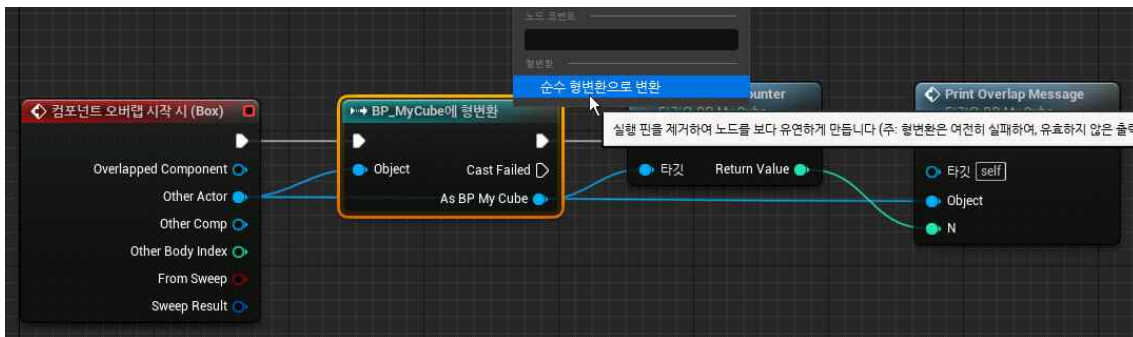 노드 코멘트
형변환
순수 형변환으로 변환
컴포넌트 오버랩 시작 시 (Box)
BP_MyCube에 형변환
ounter
Print Overlap Message
실행 핀을 제거하여 노드를 보다 유연하게 만듭니다 (주: 형변환은 여전히 실패하여, 유효하지 않은 출력
Overlapped Component
Object
Cast Failed
타깃
Return Value
타깃 self
Other Actor
As BP My Cube
Object
Other Comp
N
Other Body Index
From Sweep
Sweep Result